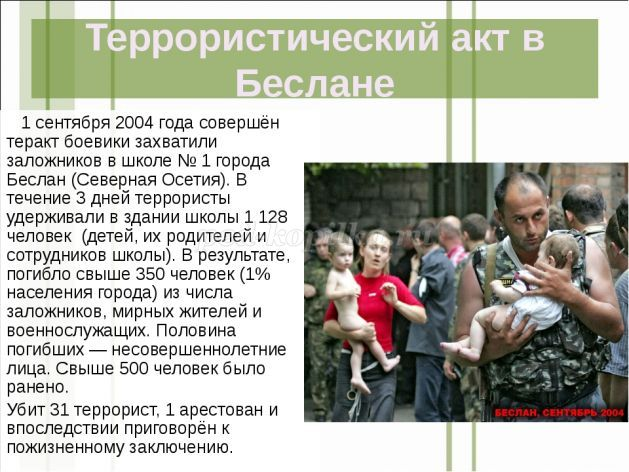 Террористический акт в
Беслане
1 сентября 2004 года совершён
теракт боевики захватили
заложников в школе № 1 города
Беслан (Северная Осетия). В
течение 3 дней террористы
удерживали в здании школы 1 128
человек (детей, их родителей и
сотрудников школы). В результате,
погибло свыше 350 человек (1%
населения города) из числа
заложников, мирных жителей и
военнослужащих. Половина
погибших — несовершеннолетние
лица. Свыше 500 человек было
ранено.
Убит 31 террорист, 1 арестован и
впоследствии приговорён к
пожизненному заключению.
БЕСЛАН, СЕНТЯБРЬ 2004